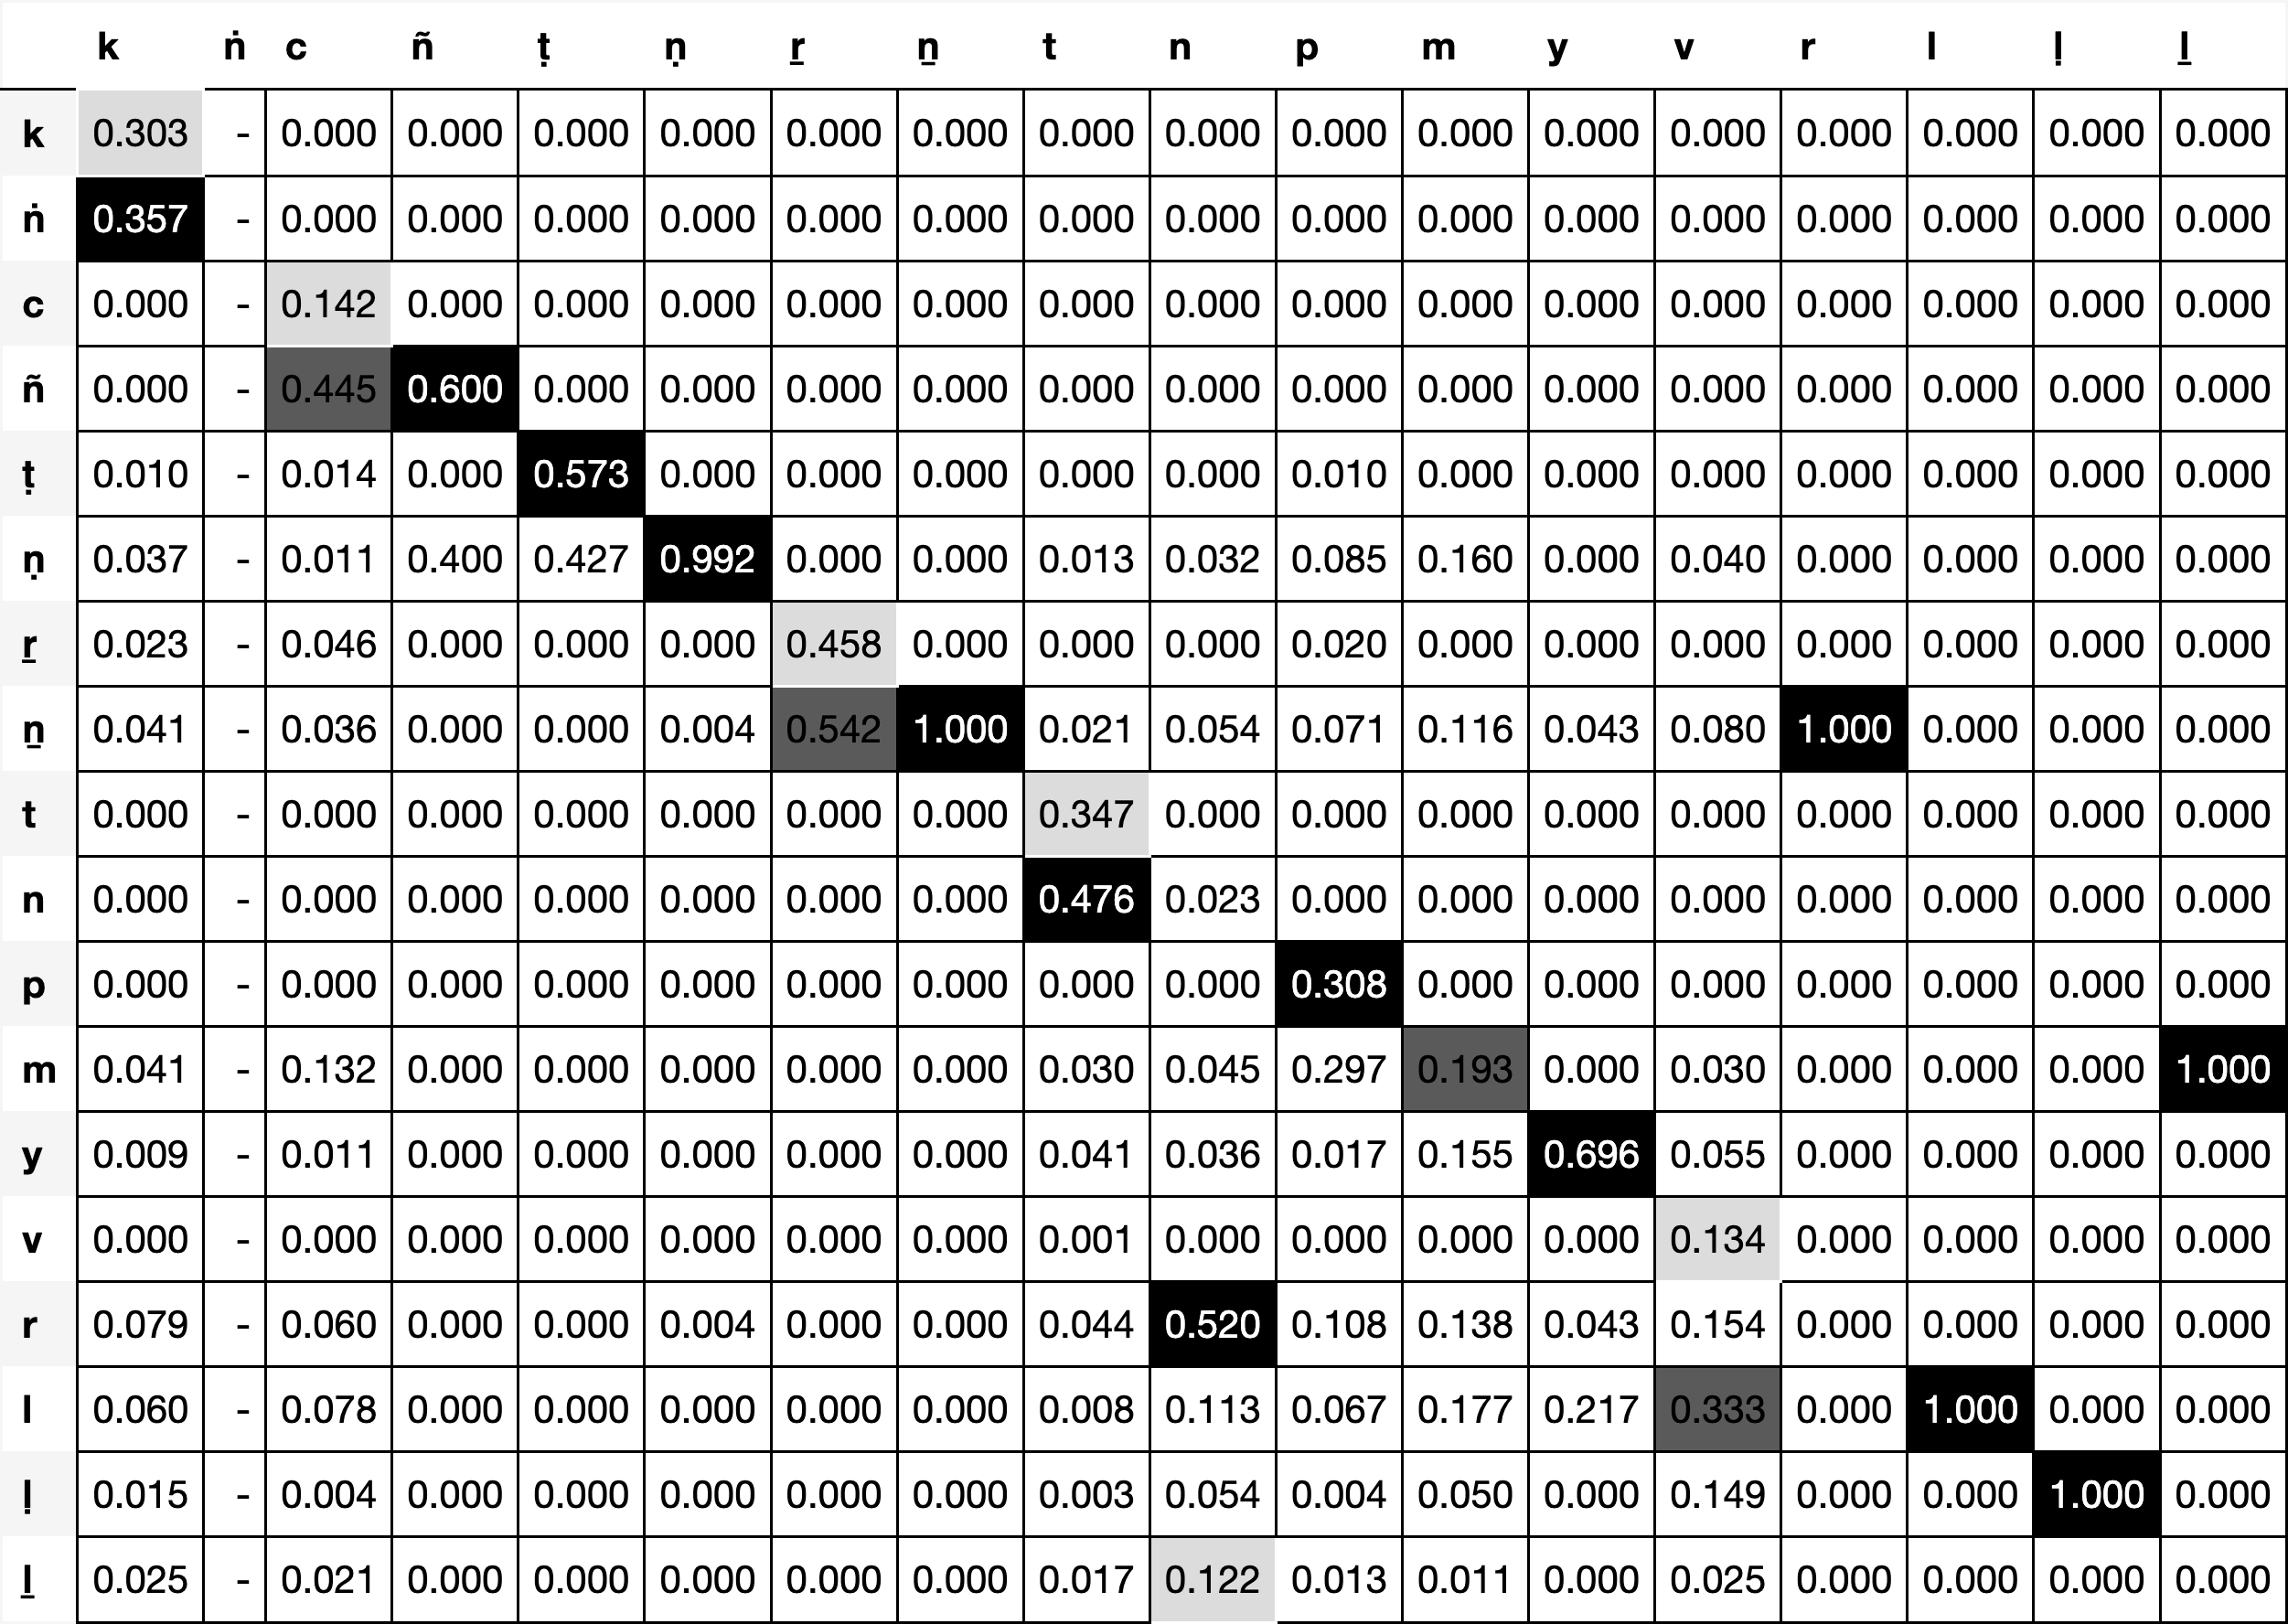 k ṅ c ñ ṭ ṇ ṟ ṉ t n p m y v r l ḷ ḻ
k 0.303 - 0.000 0.000 0.000 0.000 0.000 0.000 0.000 0.000 0.000 0.000 0.000 0.000 0.000 0.000 0.000 0.000
ṅ 0.357 - 0.000 0.000 0.000 0.000 0.000 0.000 0.000 0.000 0.000 0.000 0.000 0.000 0.000 0.000 0.000 0.000
c 0.000 - 0.142 0.000 0.000 0.000 0.000 0.000 0.000 0.000 0.000 0.000 0.000 0.000 0.000 0.000 0.000 0.000
ñ 0.000 - 0.445 0.600 0.000 0.000 0.000 0.000 0.000 0.000 0.000 0.000 0.000 0.000 0.000 0.000 0.000 0.000
ṭ 0.010 - 0.014 0.000 0.573 0.000 0.000 0.000 0.000 0.000 0.010 0.000 0.000 0.000 0.000 0.000 0.000 0.000
ṇ 0.037 - 0.011 0.400 0.427 0.992 0.000 0.000 0.013 0.032 0.085 0.160 0.000 0.040 0.000 0.000 0.000 0.000
ṟ 0.023 - 0.046 0.000 0.000 0.000 0.458 0.000 0.000 0.000 0.020 0.000 0.000 0.000 0.000 0.000 0.000 0.000
ṉ 0.041 - 0.036 0.000 0.000 0.004 0.542 1.000 0.021 0.054 0.071 0.116 0.043 0.080 1.000 0.000 0.000 0.000
t 0.000 - 0.000 0.000 0.000 0.000 0.000 0.000 0.347 0.000 0.000 0.000 0.000 0.000 0.000 0.000 0.000 0.000
n 0.000 - 0.000 0.000 0.000 0.000 0.000 0.000 0.476 0.023 0.000 0.000 0.000 0.000 0.000 0.000 0.000 0.000
p 0.000 - 0.000 0.000 0.000 0.000 0.000 0.000 0.000 0.000 0.308 0.000 0.000 0.000 0.000 0.000 0.000 0.000
m 0.041 - 0.132 0.000 0.000 0.000 0.000 0.000 0.030 0.045 0.297 0.193 0.000 0.030 0.000 0.000 0.000 1.000
y 0.009 - 0.011 0.000 0.000 0.000 0.000 0.000 0.041 0.036 0.017 0.155 0.696 0.055 0.000 0.000 0.000 0.000
v 0.000 - 0.000 0.000 0.000 0.000 0.000 0.000 0.001 0.000 0.000 0.000 0.000 0.134 0.000 0.000 0.000 0.000
r 0.079 - 0.060 0.000 0.000 0.004 0.000 0.000 0.044 0.520 0.108 0.138 0.043 0.154 0.000 0.000 0.000 0.000
l 0.060 - 0.078 0.000 0.000 0.000 0.000 0.000 0.008 0.113 0.067 0.177 0.217 0.333 0.000 1.000 0.000 0.000
ḷ 0.015 - 0.004 0.000 0.000 0.000 0.000 0.000 0.003 0.054 0.004 0.050 0.000 0.149 0.000 0.000 1.000 0.000
ḻ 0.025 - 0.021 0.000 0.000 0.000 0.000 0.000 0.017 0.122 0.013 0.011 0.000 0.025 0.000 0.000 0.000 0.000